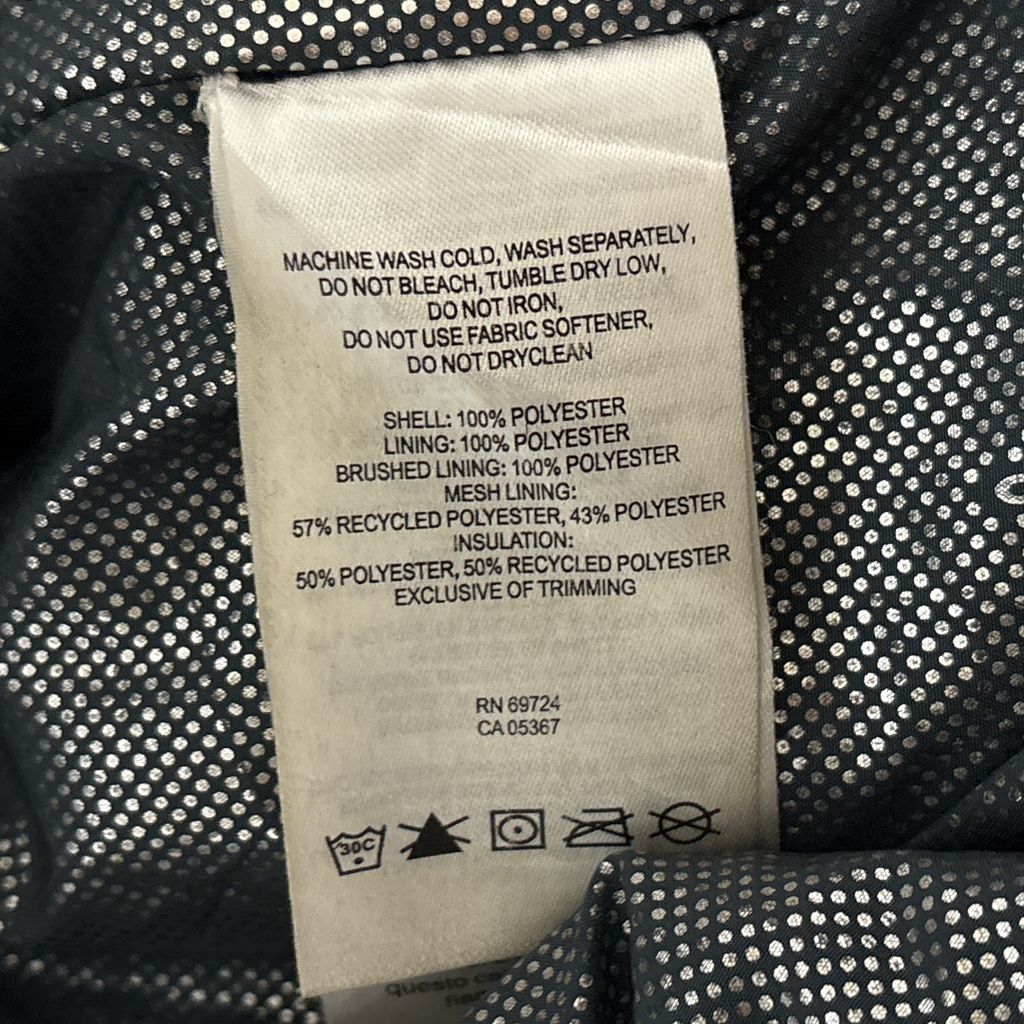 MACHINE WASH COLD, WASH SEPARATELY,
DO NOT BLEACH, TUMBLE DRY LOW,
DO NOT IRON,
DO NOT USE FABRIC SOFTENER,
DO NOT DRYCLEAN
SHELL: 100% POLYESTER
LINING: 100% POLYESTER
BRUSHED LINING: 100% POLYESTER
MESH LINING:
57% RECYCLED POLYESTER, 43% POLYESTER
INSULATION:
50% POLYESTER, 50% RECYCLED POLYESTER
EXCLUSIVE OF TRIMMING
RN 69724
CA 05367
30C
questo